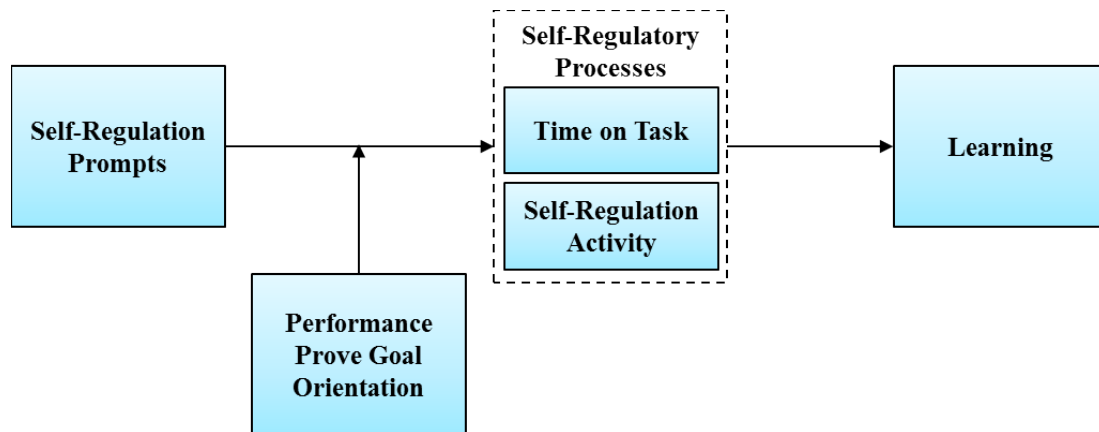 Self-Regulation
Prompts
Performance
Prove Goal
Orientation
Self-Regulatory
Processes
Time on Task
Self-Regulation
Activity
Learning